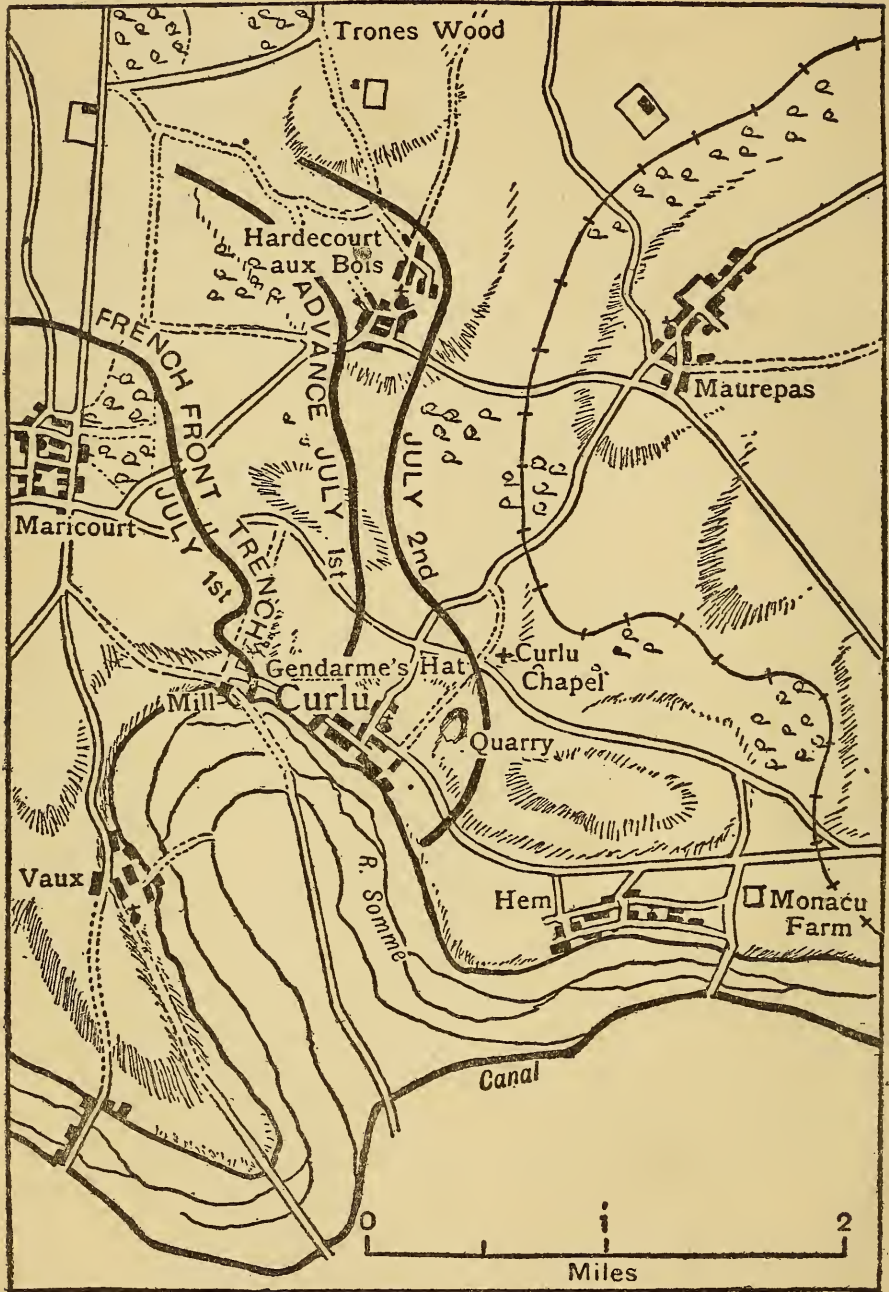 Trones Wood
Hardecourt
aux Bois
ADVANCE JULY 1st
FRENCH FRONT JULY 1st
JULY 2nd
Maurepas
Maricourt
TRENCH
Gendarme's Hat
Curlu
Chapel
Mill
Curlu
Quarry
Vaux
R. Somme
Hem
Monacu
Farm
Canal
0 1 2
Miles